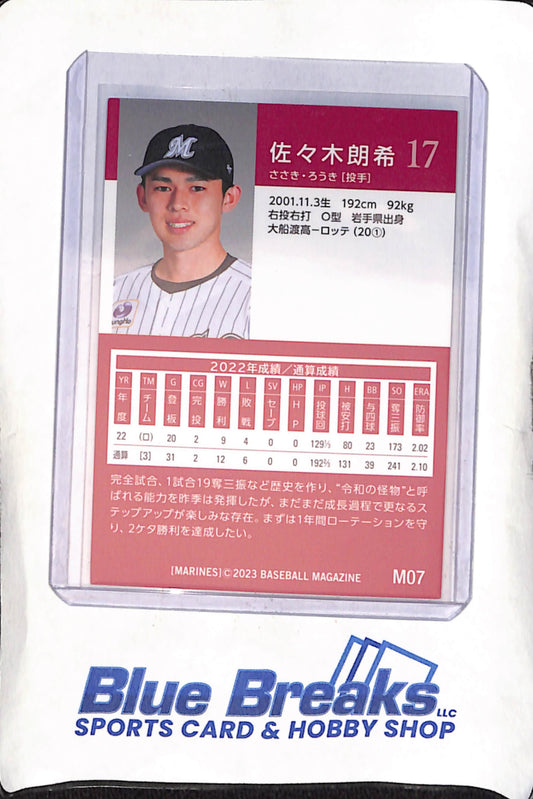 佐々木朗希 17
ささき・ろうき [投手]
2001.11.3生 192cm 92kg
右投右打 O型 岩手県出身
大船渡高－ロッテ (20①)
M
M
2022年成績／通算成績
YR TM G CG W L SV HP IP H BB SO ERA
年度 チーム 登板 完投 勝利 敗戦 セーブ HP 投球回 被安打 与四球 奪三振 防御率
22 (ロ) 20 2 9 4 0 0 129⅓ 80 23 173 2.02
通算 [3] 31 2 12 6 0 0 192⅔ 131 39 241 2.10
完全試合、1試合19奪三振など歴史を作り、“令和の怪物”と呼
ばれる能力を昨季は発揮したが、まだまだ成長過程で更なるス
テップアップが楽しみな存在。まずは1年間ローテーションを守
り、2ケタ勝利を達成したい。
[MARINES]©2023 BASEBALL MAGAZINE M07
Blue Breaks LLC
SPORTS CARD & HOBBY SHOP